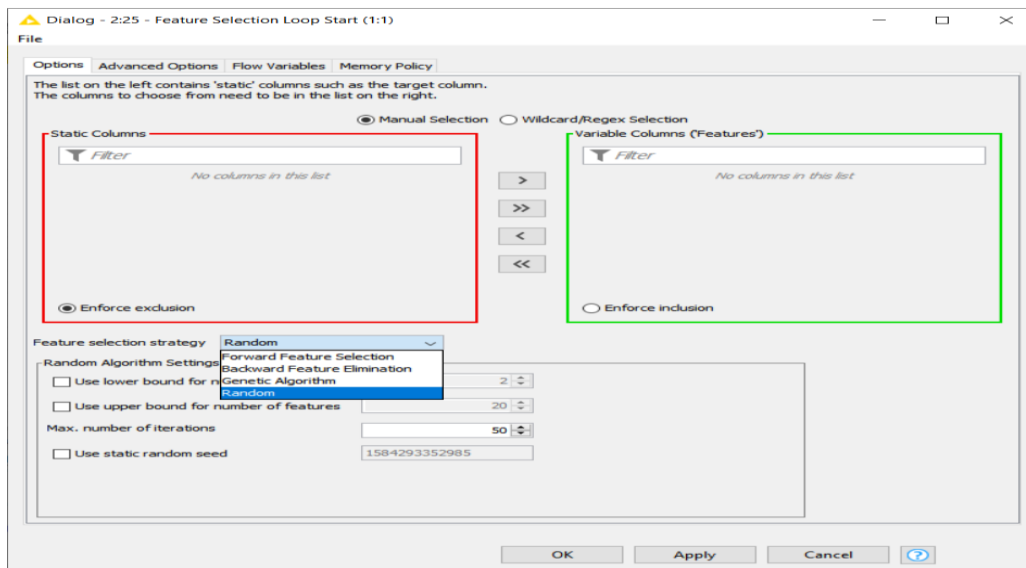 Dialog - 2:25 - Feature Selection Loop Start (1:1)
File
Options Advanced Options Flow Variables Memory Policy
The list on the left contains 'static' columns such as the target column.
The columns to choose from need to be in the list on the right.
Manual Selection Wildcard/Regex Selection
Static Columns
Filter
No columns in this list
Enforce exclusion
>
>>
<
<<
Variable Columns ('Features')
Filter
No columns in this list
Enforce inclusion
Feature selection strategy Random
Forward Feature Selection
Backward Feature Elimination
Genetic Algorithm
Random
Random Algorithm Settings
Use lower bound for n 2
Use upper bound for number of features 20
Max. number of iterations 50
Use static random seed 1584293352985
OK Apply Cancel ?